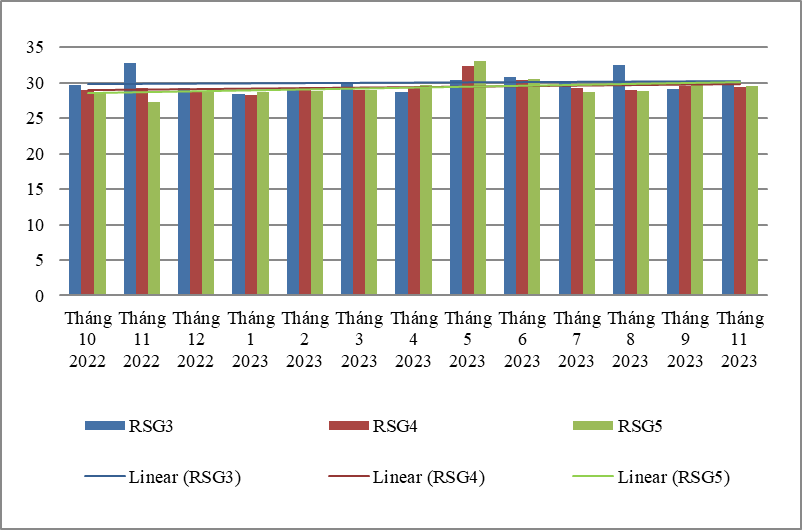 35
30
25
20
15
10
5
0
Tháng Tháng Tháng Tháng Tháng Tháng Tháng Tháng Tháng Tháng Tháng Tháng Tháng
10 11 12 1 2 3 4 5 6 7 8 9 11
2022 2022 2022 2023 2023 2023 2023 2023 2023 2023 2023 2023 2023
RSG3 RSG4 RSG5
Linear (RSG3) Linear (RSG4) Linear (RSG5)